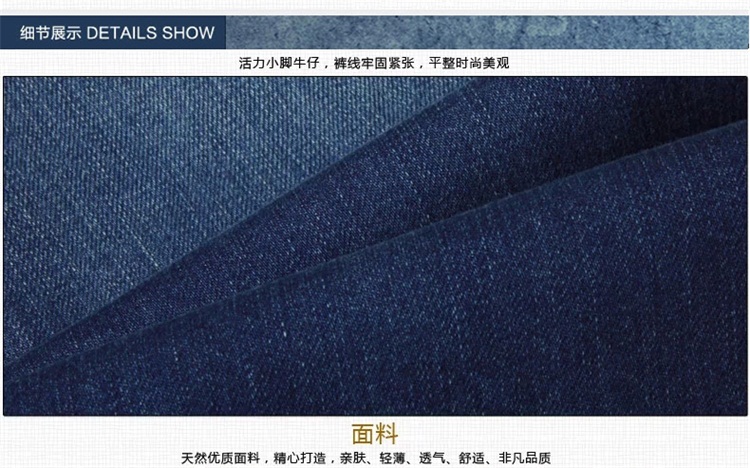 细节展示 DETAILS SHOW
活力小脚牛仔，裤线牢固紧张，平整时尚美观
面料
天然优质面料，精心打造，亲肤、轻薄、透气、舒适、非凡品质